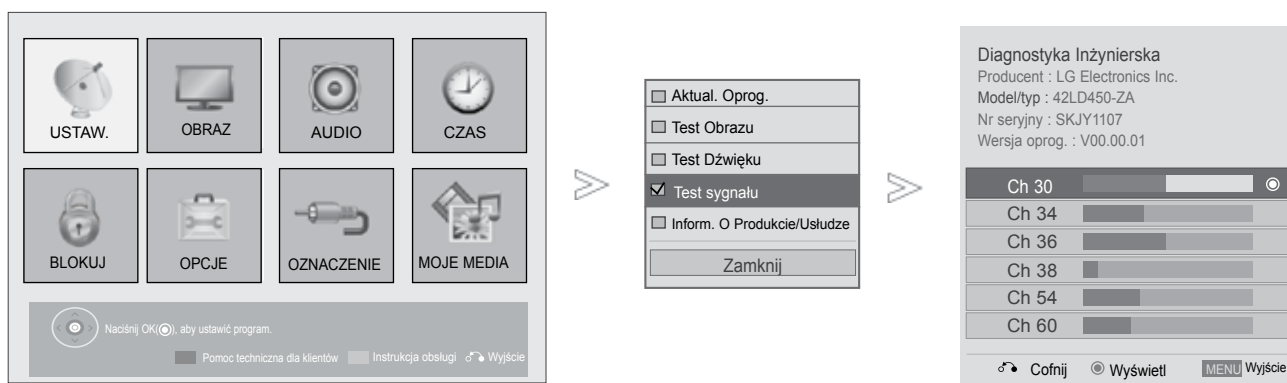 USTAW.
OBRAZ
AUDIO
CZAS
BLOKUJ
OPCJE
OZNACZENIE
MOJE MEDIA
Naciśnij OK(◉), aby ustawić program.
Pomoc techniczna dla klientów Instrukcja obsługi Wyjście
Aktual. Oprog.
Test Obrazu
Test Dźwięku
Test sygnału
Inform. O Produkcie/Usłudze
Zamknij
Diagnostyka Inżynierska
Producent : LG Electronics Inc.
Model/typ : 42LD450-ZA
Nr seryjny : SKJY1107
Wersja oprog. : V00.00.01
Ch 30
Ch 34
Ch 36
Ch 38
Ch 54
Ch 60
Cofnij ◉ Wyświetl MENU Wyjście